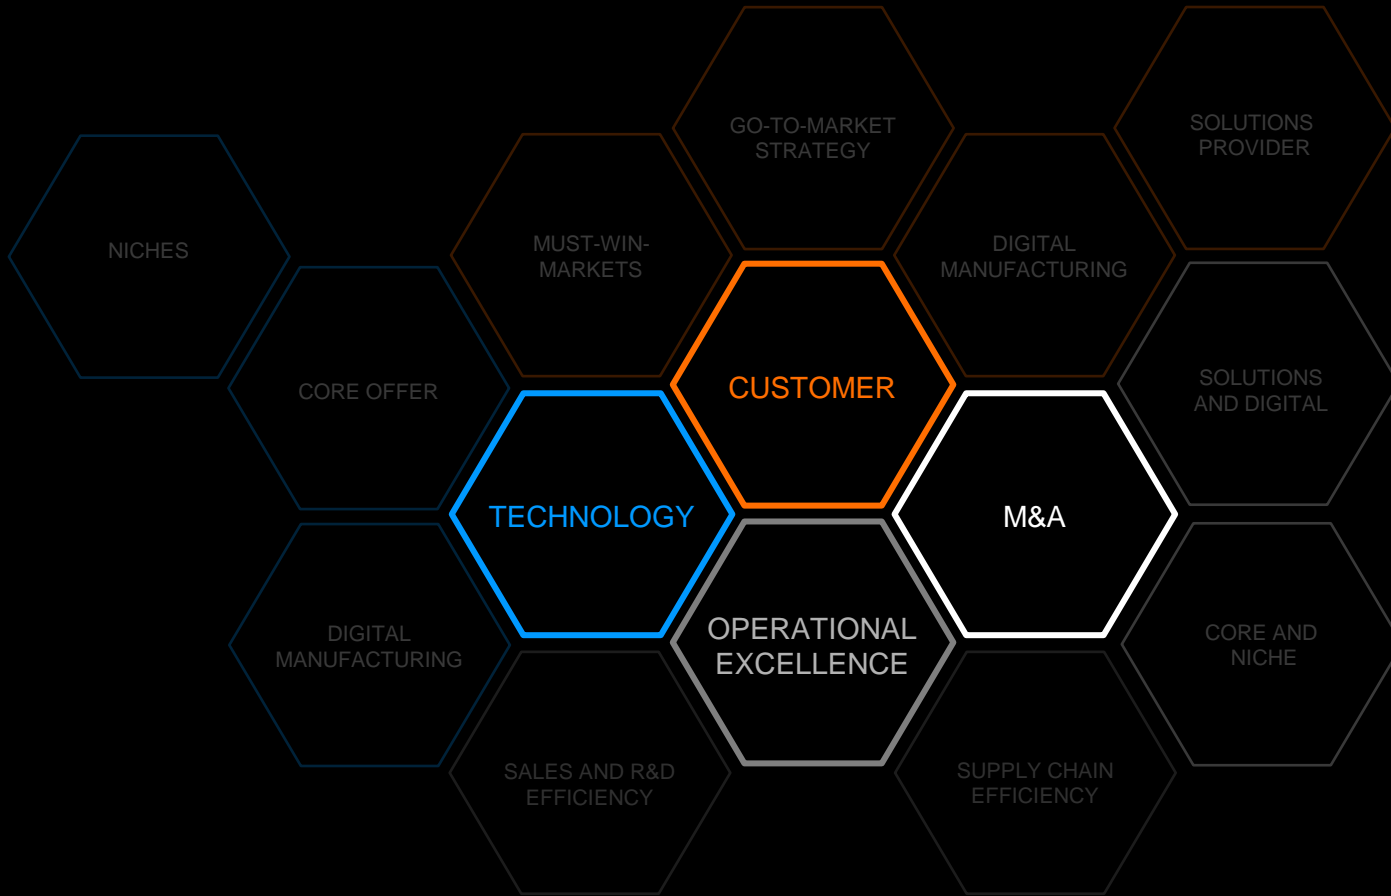 GO-TO-MARKET
STRATEGY
SOLUTIONS
PROVIDER
NICHES
MUST-WIN-
MARKETS
DIGITAL
MANUFACTURING
CORE OFFER
CUSTOMER
SOLUTIONS
AND DIGITAL
TECHNOLOGY
M&A
DIGITAL
MANUFACTURING
OPERATIONAL
EXCELLENCE
CORE AND
NICHE
SALES AND R&D
EFFICIENCY
SUPPLY CHAIN
EFFICIENCY